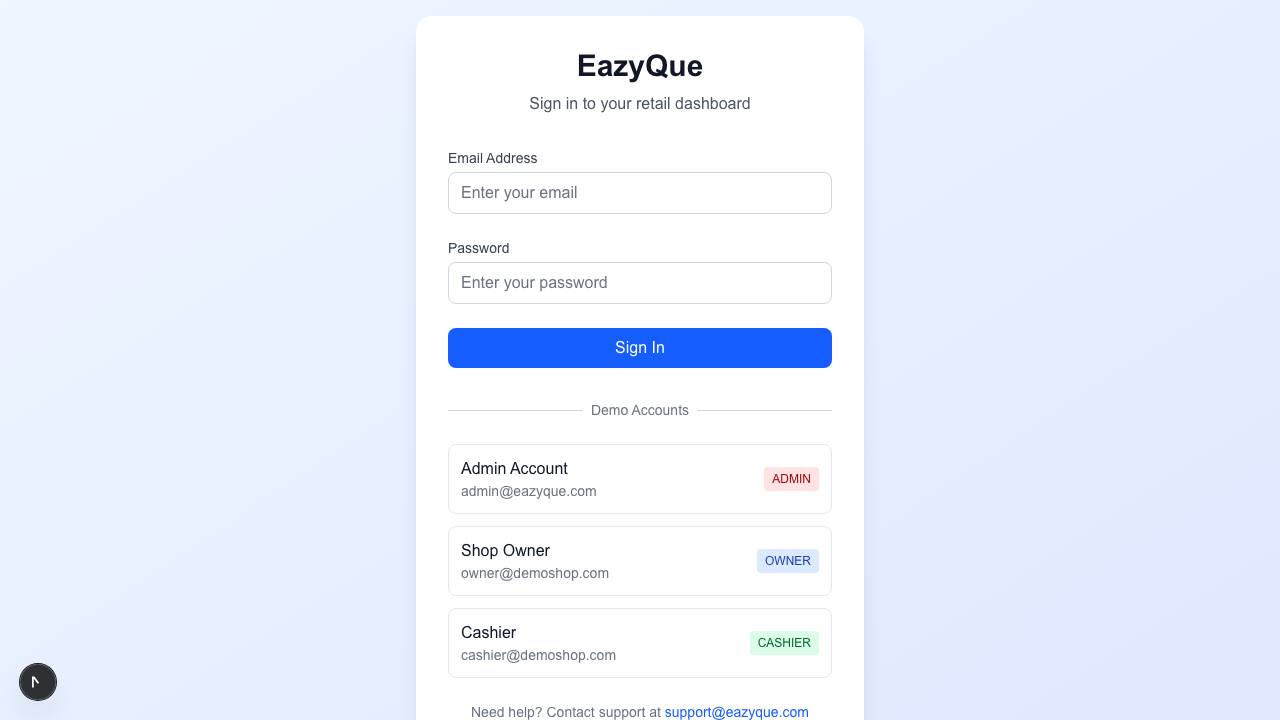 EazyQue
Sign in to your retail dashboard
Email Address
Enter your email
Password
Enter your password
Sign In
Demo Accounts
Admin Account
admin@eazyque.com
ADMIN
Shop Owner
owner@demoshop.com
OWNER
Cashier
cashier@demoshop.com
CASHIER
Need help? Contact support at support@eazyque.com